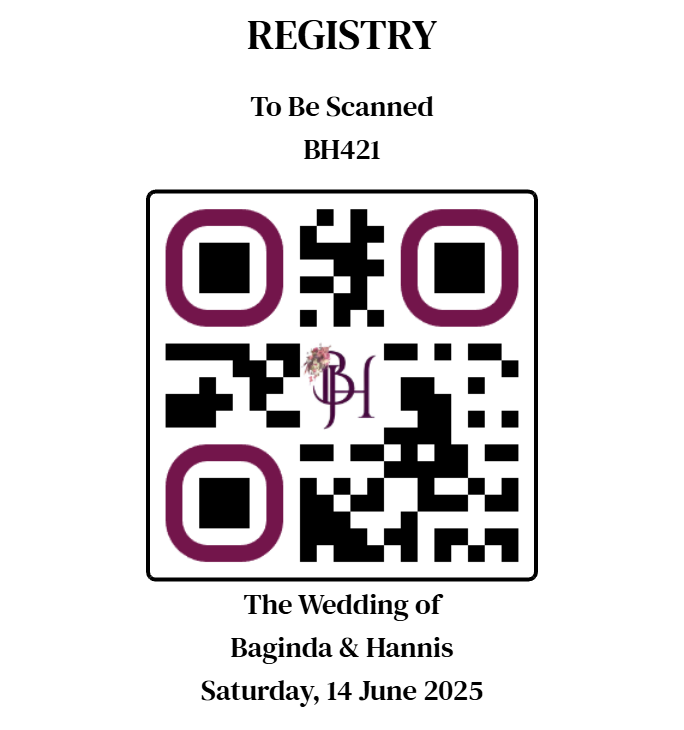 REGISTRY
To Be Scanned
BH421
BH
The Wedding of
Baginda & Hannis
Saturday, 14 June 2025